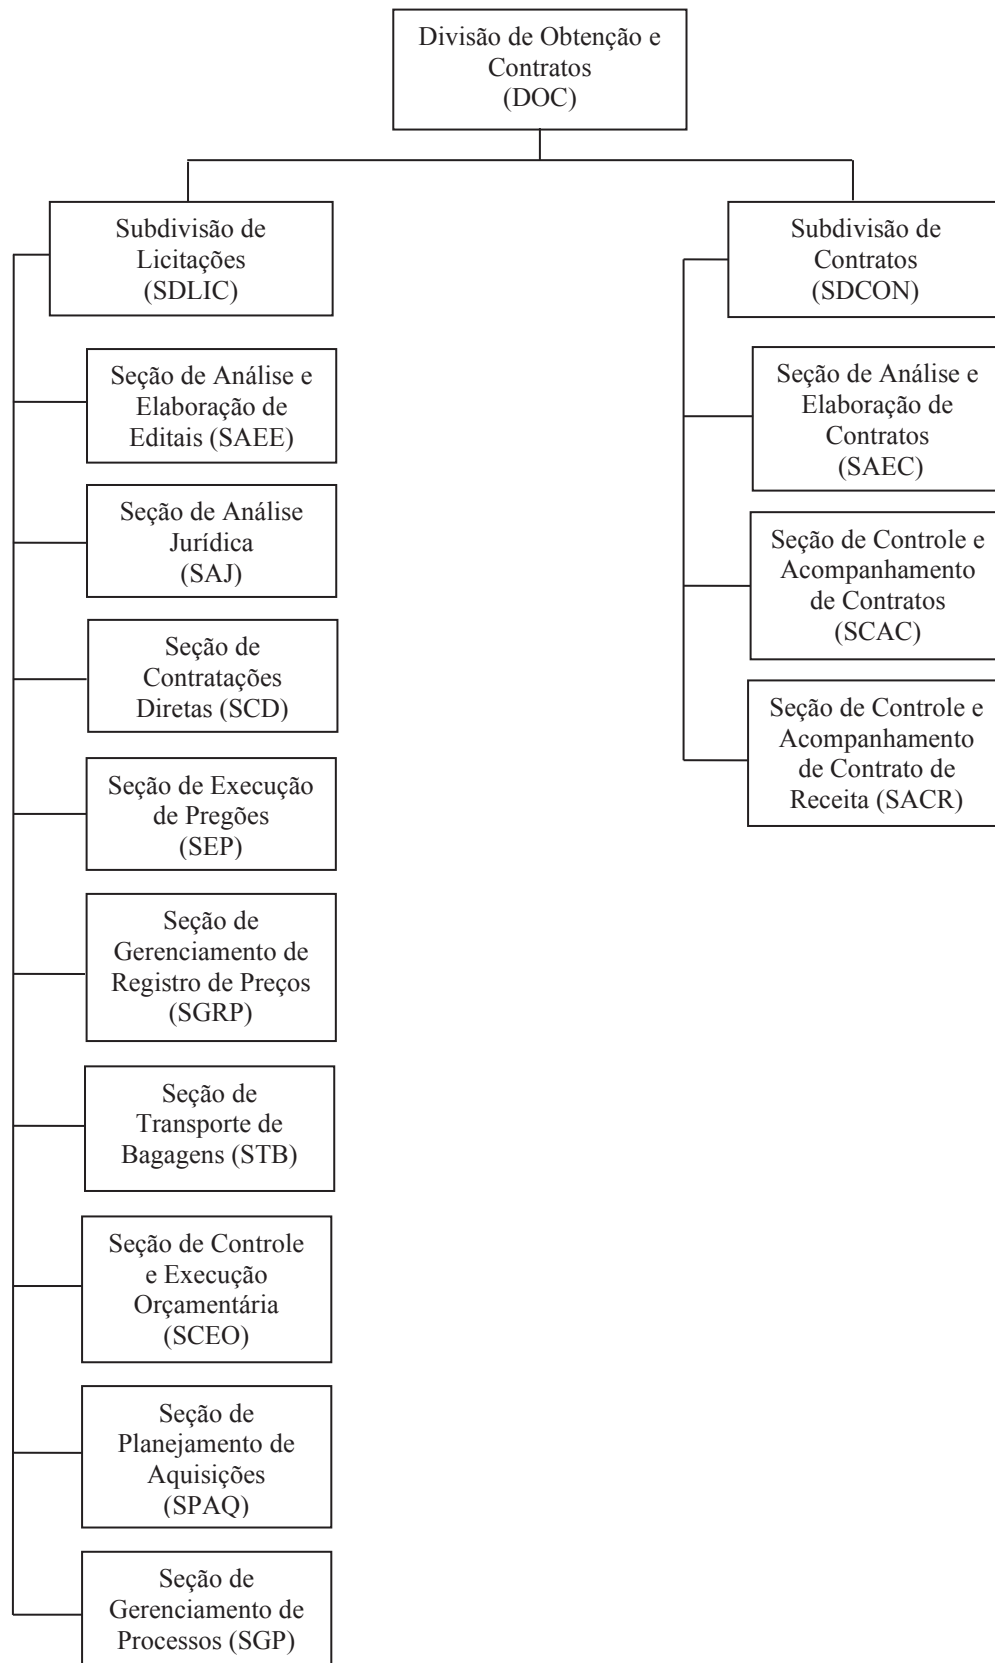 Divisão de Obtenção e
Contratos
(DOC)
Subdivisão de
Licitações
(SDLIC)
Seção de Análise e
Elaboração de
Editais (SAEE)
Seção de Análise
Jurídica
(SAJ)
Seção de
Contratações
Diretas (SCD)
Seção de Execução
de Pregões
(SEP)
Seção de
Gerenciamento de
Registro de Preços
(SGRP)
Seção de
Transporte de
Bagagens (STB)
Seção de Controle
e Execução
Orçamentária
(SCEO)
Seção de
Planejamento de
Aquisições
(SPAQ)
Seção de
Gerenciamento de
Processos (SGP)
Subdivisão de
Contratos
(SDCON)
Seção de Análise e
Elaboração de
Contratos
(SAEC)
Seção de Controle e
Acompanhamento
de Contratos
(SCAC)
Seção de Controle e
Acompanhamento
de Contrato de
Receita (SACR)